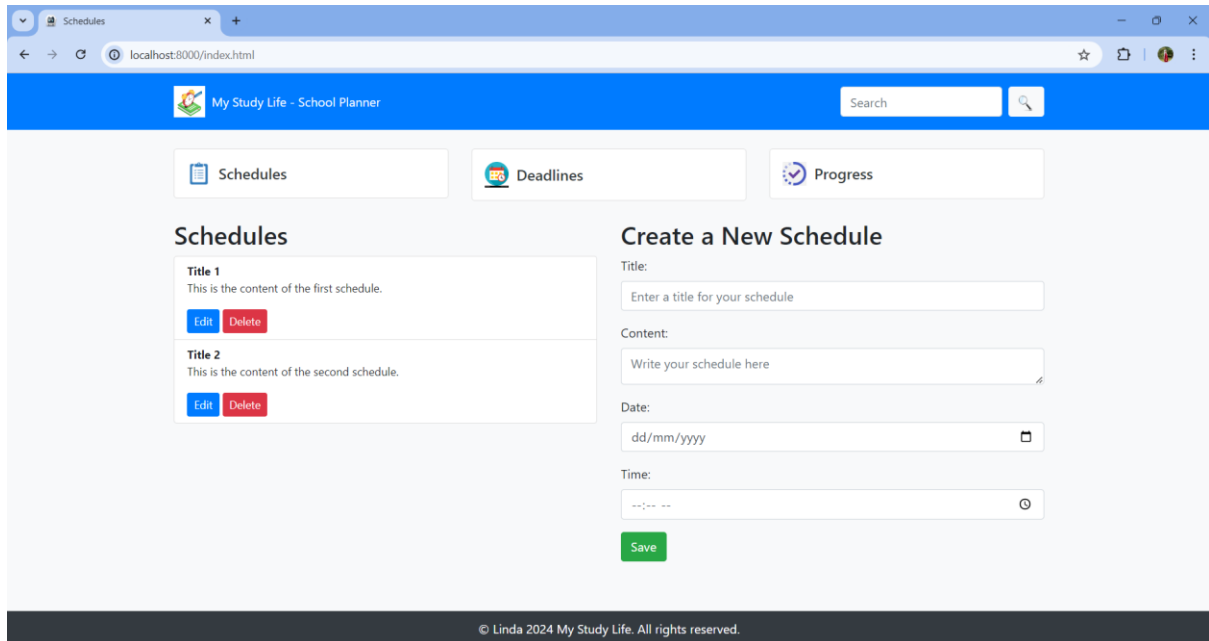 Schedules
localhost:8000/index.html
My Study Life - School Planner
Search
Schedules
Deadlines
Progress
Schedules
Title 1
This is the content of the first schedule.
Edit Delete
Title 2
This is the content of the second schedule.
Edit Delete
Create a New Schedule
Title:
Enter a title for your schedule
Content:
Write your schedule here
Date:
dd/mm/yyyy
Time:
--:-- --
Save
© Linda 2024 My Study Life. All rights reserved.